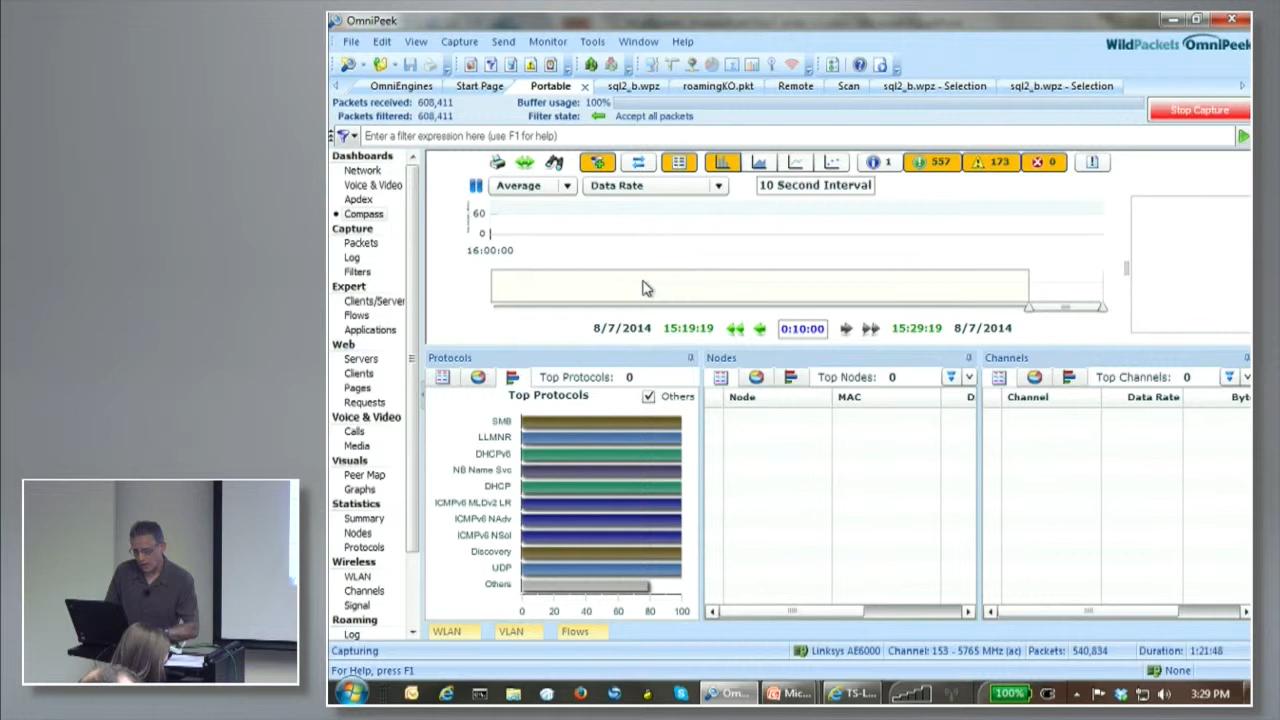 OmniPeek
File Edit View Capture Send Monitor Tools Window Help
WildPackets OmniPeek
OmniEngines Start Page Portable sql2_b.wpz roamingKO.pkt Remote Scan sql2_b.wpz - Selection sql2_b.wpz - Selection
Packets received: 608,411 Buffer usage: 100%
Packets filtered: 608,411 Filter state: Accept all packets
Stop Capture
Enter a filter expression here (use F1 for help)
Dashboards
Network
Voice & Video
Apdex
Compass
Capture
Packets
Log
Filters
Expert
Clients/Server
Flows
Applications
Web
Servers
Clients
Pages
Requests
Voice & Video
Calls
Media
Visuals
Peer Map
Graphs
Statistics
Summary
Nodes
Protocols
Wireless
WLAN
Channels
Signal
Roaming
Log
1 557 173 0
Average Data Rate 10 Second Interval
60
0
16:00:00
8/7/2014 15:19:19 0:10:00 15:29:19 8/7/2014
Protocols
Top Protocols: 0
Top Protocols Others
SMB
LLMNR
DHCPv6
NB Name Svc
DHCP
ICMPv6 MLDv2 LR
ICMPv6 NAdv
ICMPv6 NSol
Discovery
UDP
Others
0 20 40 60 80 100
WLAN VLAN Flows
Nodes
Top Nodes: 0
Node MAC D
Channels
Top Channels: 0
Channel Data Rate Byt
Capturing Linksys AE6000 Channel: 153 - 5765 MHz (ac) Packets: 540,834 Duration: 1:21:48
For Help, press F1 None
Om... Mic... TS-L... 100% 3:29 PM